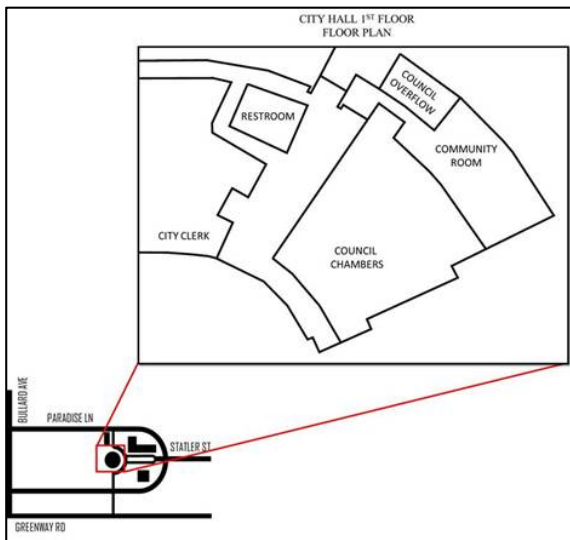 CITY HALL 1ST FLOOR
FLOOR PLAN
COUNCIL
OVERFLOW
RESTROOM
COMMUNITY
ROOM
CITY CLERK
COUNCIL
CHAMBERS
BULLARD AVE
PARADISE LN
STATLER ST
GREENWAY RD